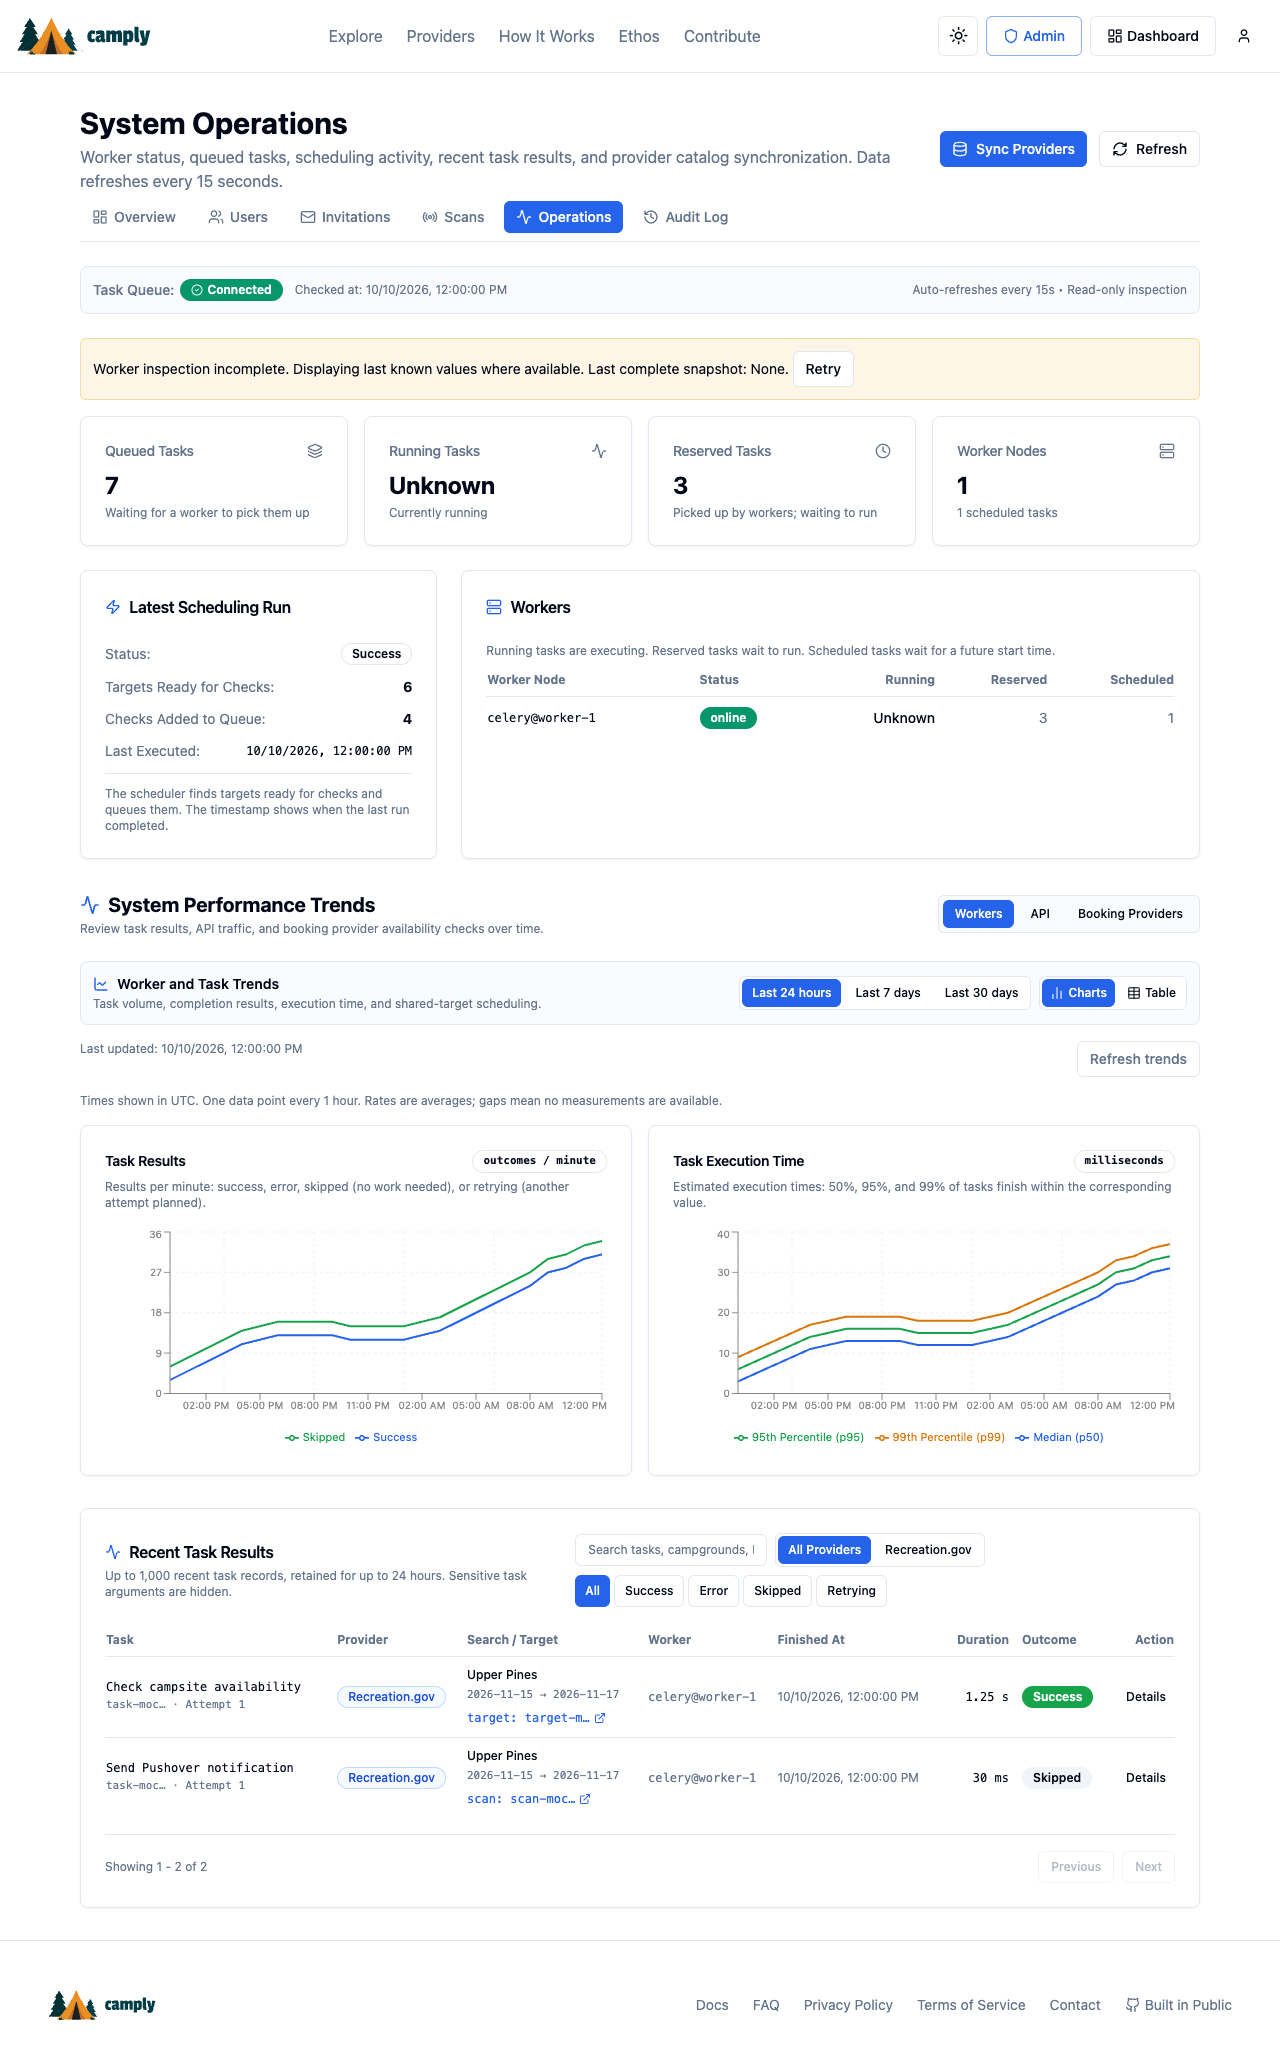 camply
Explore Providers How It Works Ethos Contribute
Admin
Dashboard
System Operations
Worker status, queued tasks, scheduling activity, recent task results, and provider catalog synchronization. Data
refreshes every 15 seconds.
Sync Providers
Refresh
Overview
Users
Invitations
Scans
Operations
Audit Log
Task Queue: Connected Checked at: 10/10/2026, 12:00:00 PM
Auto-refreshes every 15s • Read-only inspection
Worker inspection incomplete. Displaying last known values where available. Last complete snapshot: None. Retry
Queued Tasks
7
Waiting for a worker to pick them up
Running Tasks
Unknown
Currently running
Reserved Tasks
3
Picked up by workers; waiting to run
Worker Nodes
1
1 scheduled tasks
Latest Scheduling Run
Status: Success
Targets Ready for Checks: 6
Checks Added to Queue: 4
Last Executed: 10/10/2026, 12:00:00 PM
The scheduler finds targets ready for checks and
queues them. The timestamp shows when the last run
completed.
Workers
Running tasks are executing. Reserved tasks wait to run. Scheduled tasks wait for a future start time.
Worker Node Status Running Reserved Scheduled
celery@worker-1 online Unknown 3 1
System Performance Trends
Review task results, API traffic, and booking provider availability checks over time.
Workers API Booking Providers
Worker and Task Trends
Task volume, completion results, execution time, and shared-target scheduling.
Last 24 hours Last 7 days Last 30 days
Charts Table
Last updated: 10/10/2026, 12:00:00 PM
Refresh trends
Times shown in UTC. One data point every 1 hour. Rates are averages; gaps mean no measurements are available.
Task Results
outcomes / minute
Results per minute: success, error, skipped (no work needed), or retrying (another
attempt planned).
36
27
18
9
0
02:00 PM 05:00 PM 08:00 PM 11:00 PM 02:00 AM 05:00 AM 08:00 AM 12:00 PM
Skipped Success
Task Execution Time
milliseconds
Estimated execution times: 50%, 95%, and 99% of tasks finish within the corresponding
value.
40
30
20
10
0
02:00 PM 05:00 PM 08:00 PM 11:00 PM 02:00 AM 05:00 AM 08:00 AM 12:00 PM
95th Percentile (p95) 99th Percentile (p99) Median (p50)
Recent Task Results
Up to 1,000 recent task records, retained for up to 24 hours. Sensitive task
arguments are hidden.
Search tasks, campgrounds,
All Providers Recreation.gov
All Success Error Skipped Retrying
Task Provider Search / Target Worker Finished At Duration Outcome Action
Check campsite availability
task-moc… · Attempt 1
Recreation.gov
Upper Pines
2026-11-15 → 2026-11-17
target: target-m…
celery@worker-1
10/10/2026, 12:00:00 PM
1.25 s
Success
Details
Send Pushover notification
task-moc… · Attempt 1
Recreation.gov
Upper Pines
2026-11-15 → 2026-11-17
scan: scan-moc…
celery@worker-1
10/10/2026, 12:00:00 PM
30 ms
Skipped
Details
Showing 1 - 2 of 2
Previous Next
camply
Docs FAQ Privacy Policy Terms of Service Contact Built in Public